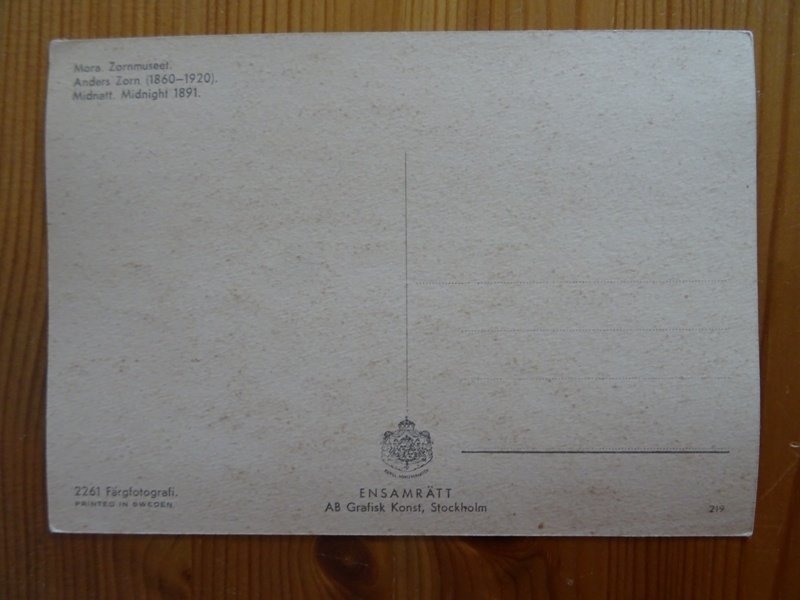 Mora. Zornmuseet.
Anders Zorn (1860–1920).
Midnatt. Midnight 1891.
2261 Färgfotografi.
PRINTED IN SWEDEN
ENSAMRÄTT
AB Grafisk Konst, Stockholm
219